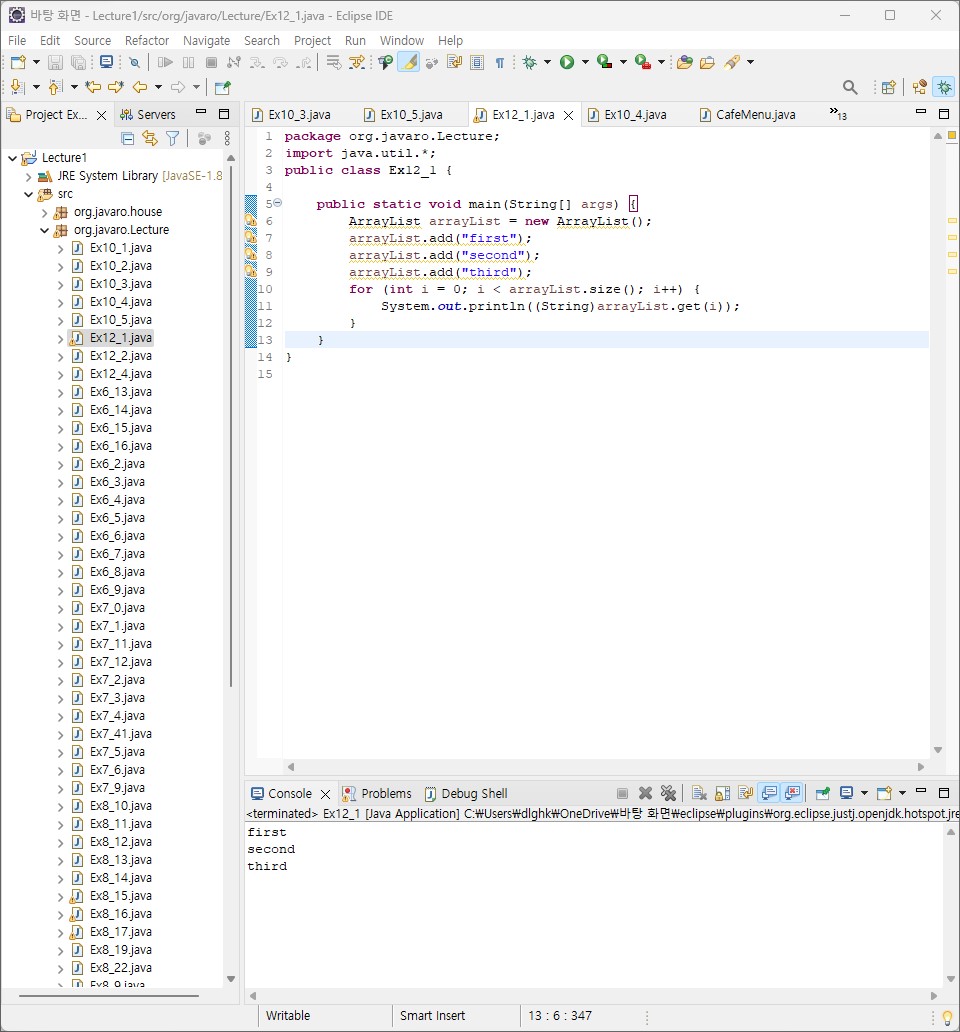 바탕 화면 - Lecture1/src/org/javaro/Lecture/Ex12_1.java - Eclipse IDE
File Edit Source Refactor Navigate Search Project Run Window Help
Project Ex... Servers
Ex10_3.java Ex10_5.java Ex12_1.java Ex10_4.java CafeMenu.java »13
Lecture1
JRE System Library [JavaSE-1.8
src
org.javaro.house
org.javaro.Lecture
Ex10_1.java
Ex10_2.java
Ex10_3.java
Ex10_4.java
Ex10_5.java
Ex12_1.java
Ex12_2.java
Ex12_4.java
Ex6_13.java
Ex6_14.java
Ex6_15.java
Ex6_16.java
Ex6_2.java
Ex6_3.java
Ex6_4.java
Ex6_5.java
Ex6_6.java
Ex6_7.java
Ex6_8.java
Ex6_9.java
Ex7_0.java
Ex7_1.java
Ex7_11.java
Ex7_12.java
Ex7_2.java
Ex7_3.java
Ex7_4.java
Ex7_41.java
Ex7_5.java
Ex7_6.java
Ex7_9.java
Ex8_10.java
Ex8_11.java
Ex8_12.java
Ex8_13.java
Ex8_14.java
Ex8_15.java
Ex8_16.java
Ex8_17.java
Ex8_19.java
Ex8_22.java
Ex8_9.java
1 package org.javaro.Lecture;
2 import java.util.*;
3 public class Ex12_1 {
4
5 public static void main(String[] args) {
6 ArrayList arrayList = new ArrayList();
7 arrayList.add("first");
8 arrayList.add("second");
9 arrayList.add("third");
10 for (int i = 0; i < arrayList.size(); i++) {
11 System.out.println((String)arrayList.get(i));
12 }
13 }
14 }
15
Console Problems Debug Shell
<terminated> Ex12_1 [Java Application] C:₩Users₩dlghk₩OneDrive₩바탕 화면₩eclipse₩plugins₩org.eclipse.justj.openjdk.hotspot.jre
first
second
third
Writable Smart Insert 13 : 6 : 347